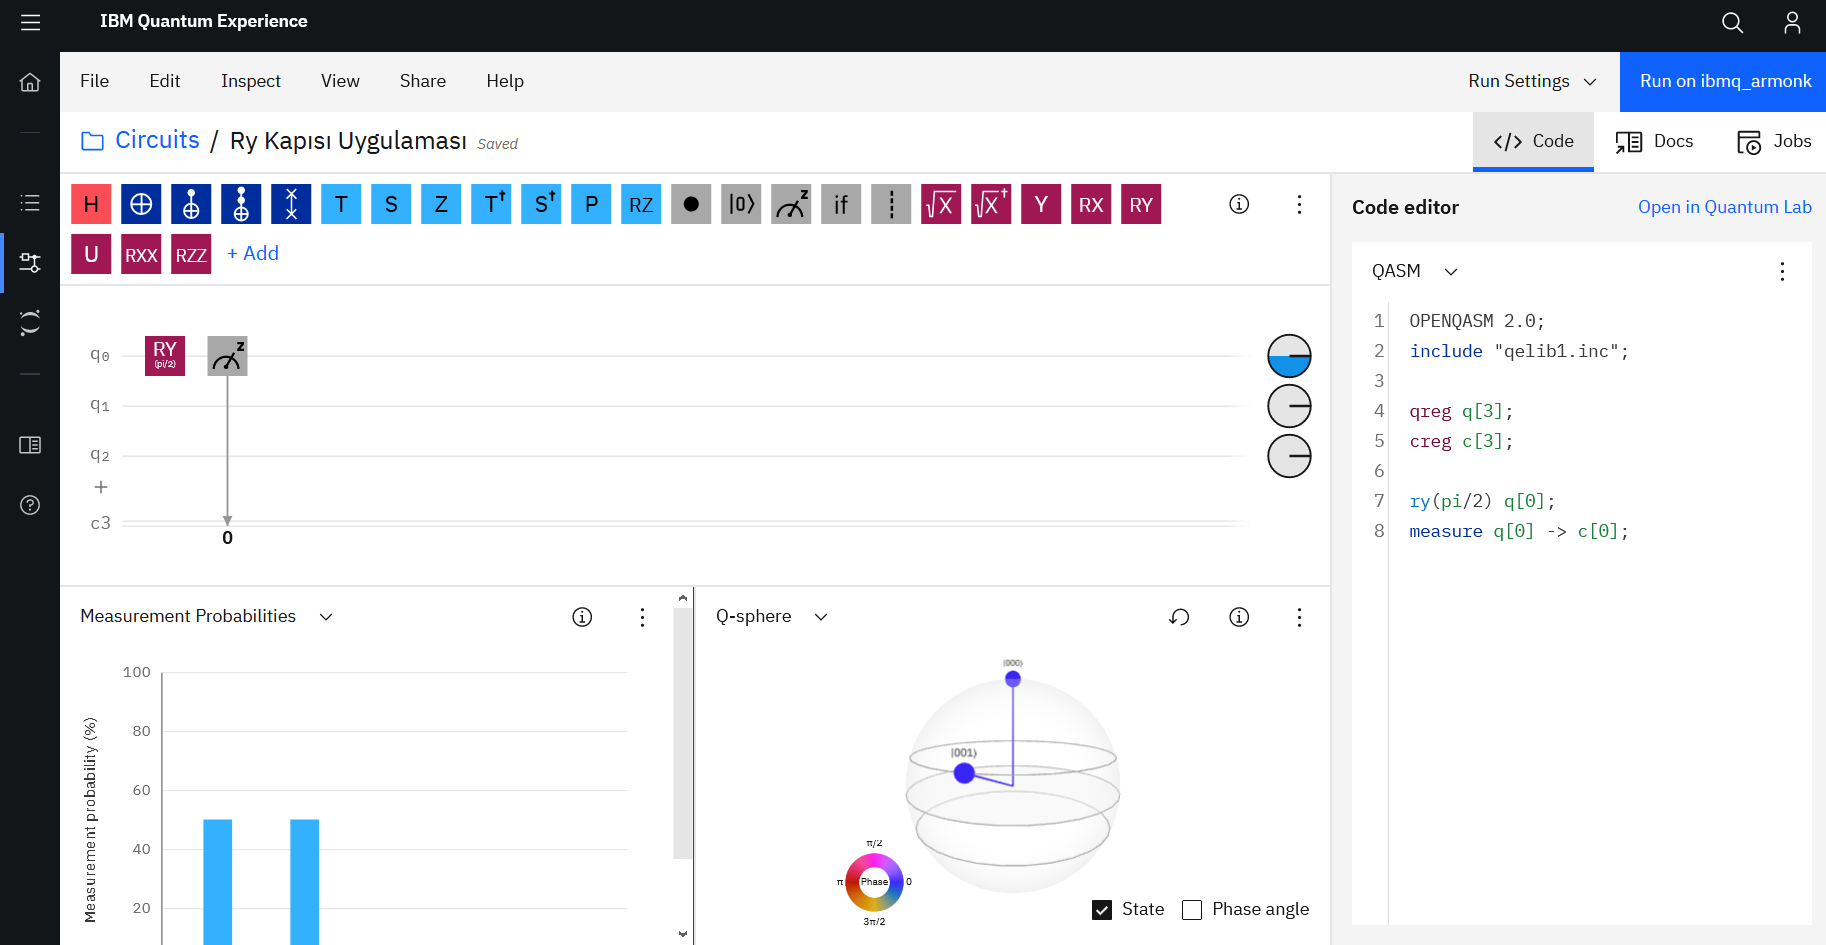 IBM Quantum Experience
File Edit Inspect View Share Help Run Settings Run on ibmq_armonk
Circuits / Ry Kapısı Uygulaması Saved
</> Code Docs Jobs
H T S Z T† S† P RZ |0⟩ z if √X √X† Y RX RY
U RXX RZZ + Add
Code editor Open in Quantum Lab
QASM
1 OPENQASM 2.0;
2 include "qelib1.inc";
3
4 qreg q[3];
5 creg c[3];
6
7 ry(pi/2) q[0];
8 measure q[0] -> c[0];
q0 RY (pi/2) z
q1
q2
+
c3
0
Measurement Probabilities
Measurement probability (%)
100
80
60
40
20
Q-sphere
|000⟩
|001⟩
π/2
π Phase 0
3π/2
State Phase angle